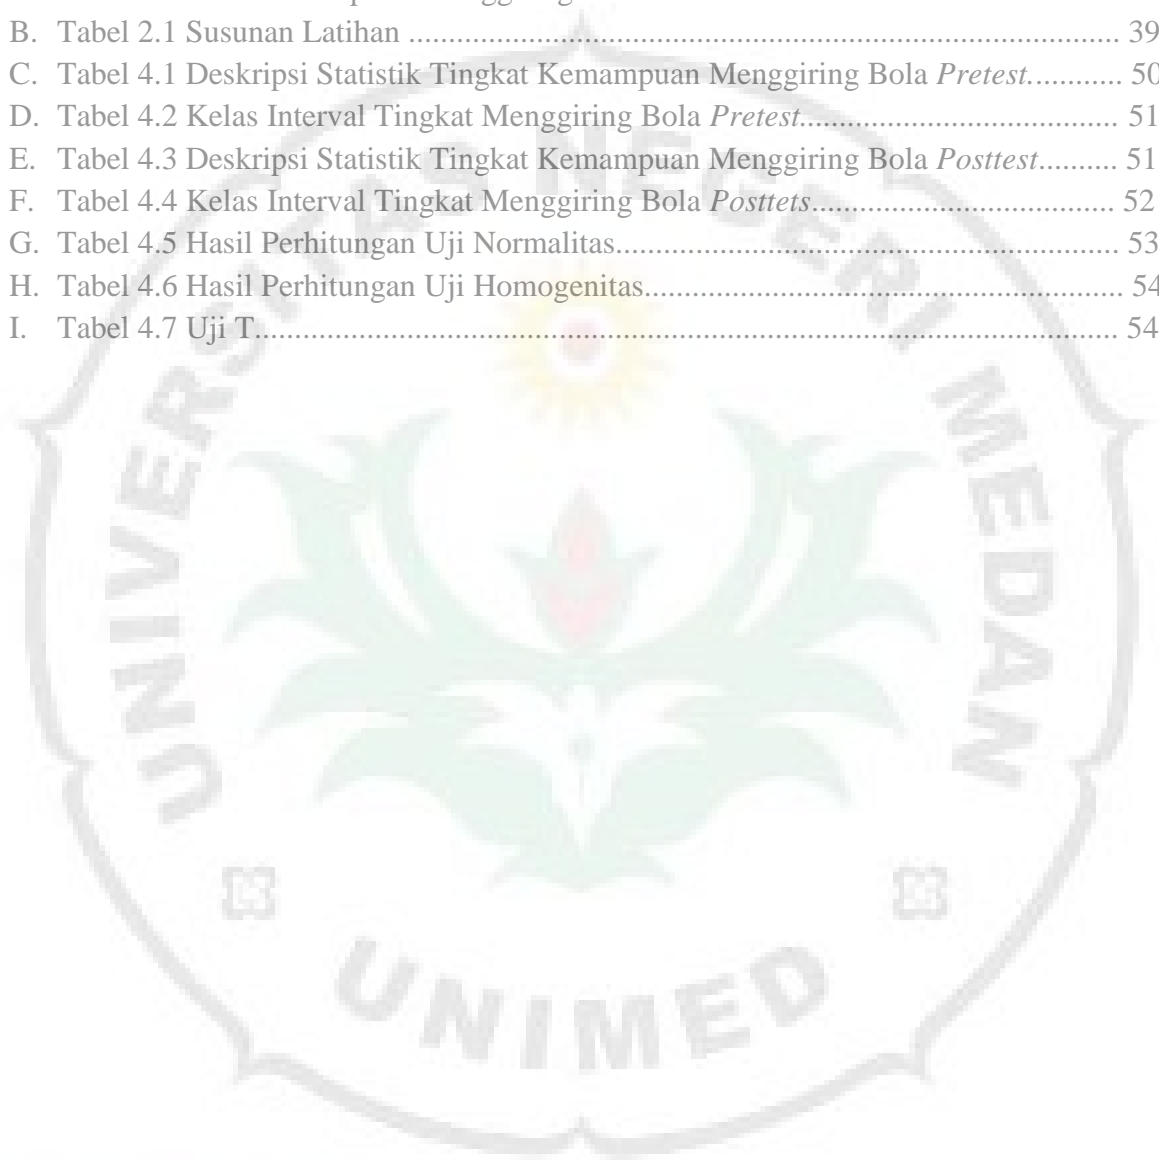 B. Tabel 2.1 Susunan Latihan ........................................................................................ 39
C. Tabel 4.1 Deskripsi Statistik Tingkat Kemampuan Menggiring Bola Pretest............ 50
D. Tabel 4.2 Kelas Interval Tingkat Menggiring Bola Pretest....................................... 51
E. Tabel 4.3 Deskripsi Statistik Tingkat Kemampuan Menggiring Bola Posttest.......... 51
F. Tabel 4.4 Kelas Interval Tingkat Menggiring Bola Posttets...................................... 52
G. Tabel 4.5 Hasil Perhitungan Uji Normalitas.............................................................. 53
H. Tabel 4.6 Hasil Perhitungan Uji Homogenitas........................................................... 54
I. Tabel 4.7 Uji T.......................................................................................................... 54
UNIVERSITAS NEGERI MEDAN
UNIMED